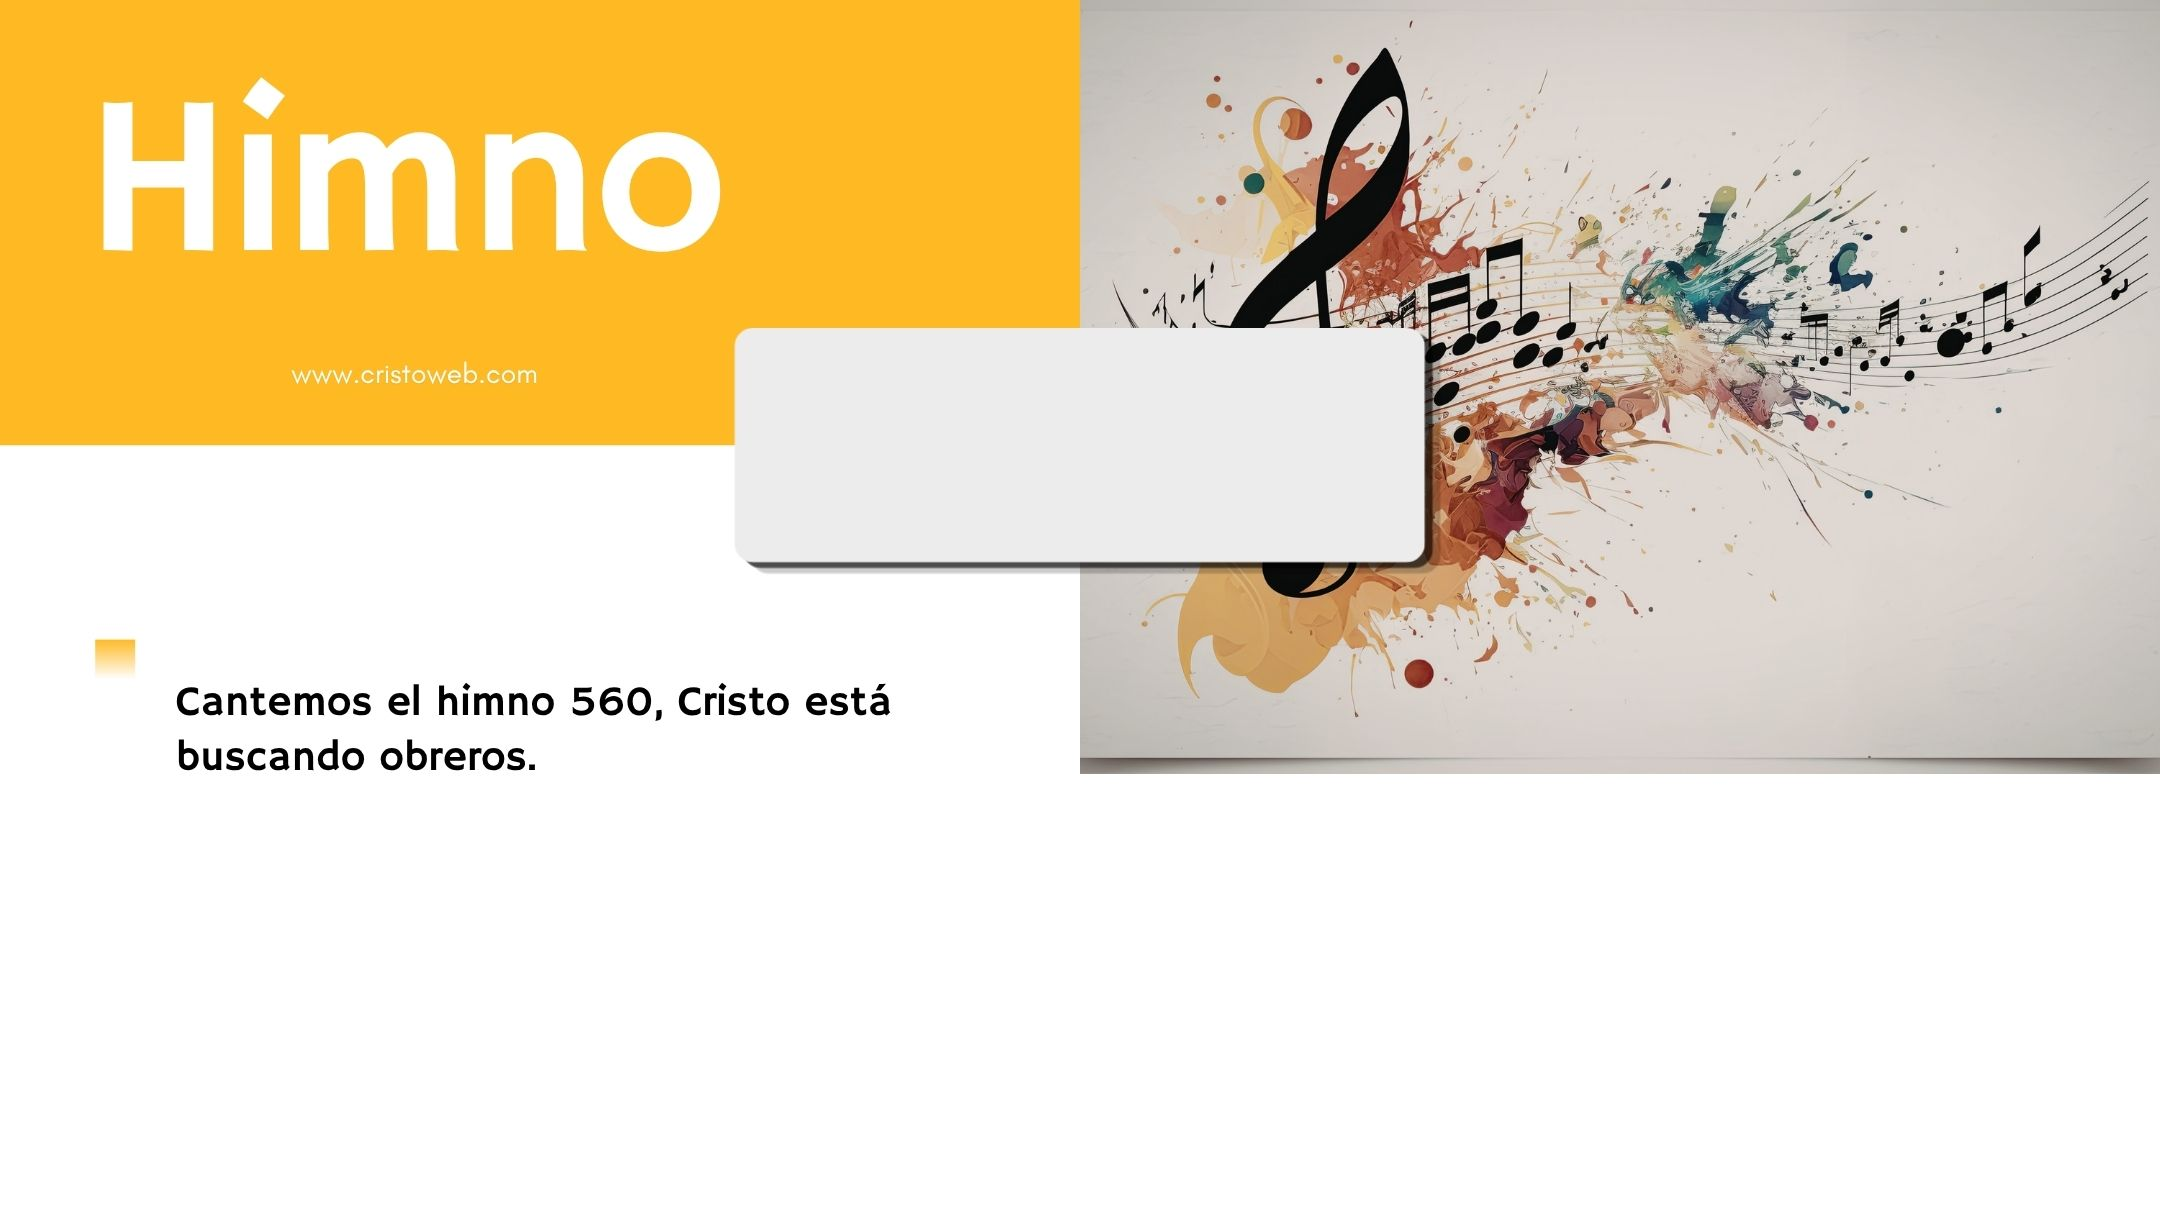 Himno
www.cristoweb.com
Cantemos el himno 560, Cristo está
buscando obreros.